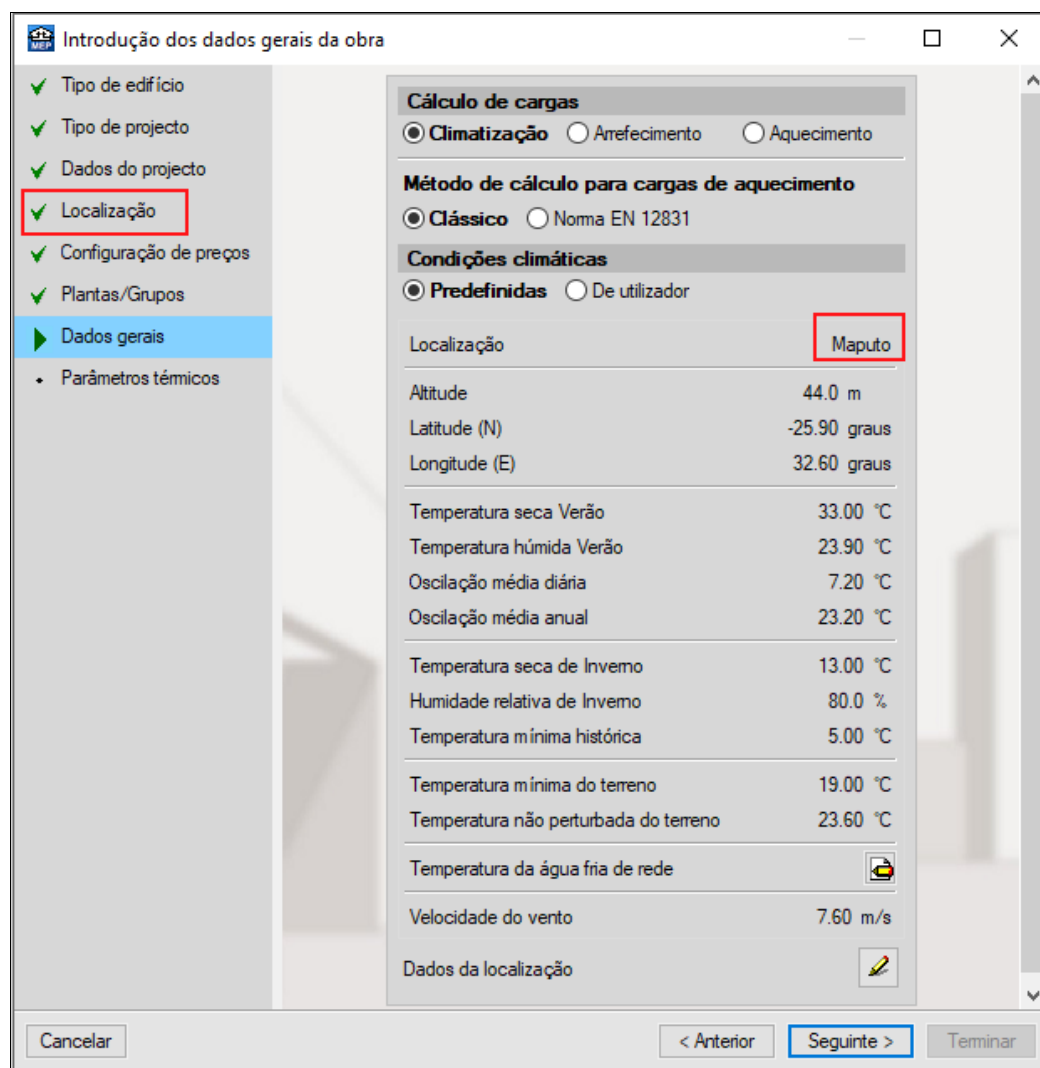 MEP
Introdução dos dados gerais da obra
Tipo de edifício
Tipo de projecto
Dados do projecto
Localização
Configuração de preços
Plantas/Grupos
Dados gerais
Parâmetros térmicos
Cálculo de cargas
Climatização Arrefecimento Aquecimento
Método de cálculo para cargas de aquecimento
Clássico Norma EN 12831
Condições climáticas
Predefinidas De utilizador
Localização Maputo
Altitude 44.0 m
Latitude (N) -25.90 graus
Longitude (E) 32.60 graus
Temperatura seca Verão 33.00 °C
Temperatura húmida Verão 23.90 °C
Oscilação média diária 7.20 °C
Oscilação média anual 23.20 °C
Temperatura seca de Inverno 13.00 °C
Humidade relativa de Inverno 80.0 %
Temperatura mínima histórica 5.00 °C
Temperatura mínima do terreno 19.00 °C
Temperatura não perturbada do terreno 23.60 °C
Temperatura da água fria de rede
Velocidade do vento 7.60 m/s
Dados da localização
Cancelar < Anterior Seguinte > Terminar